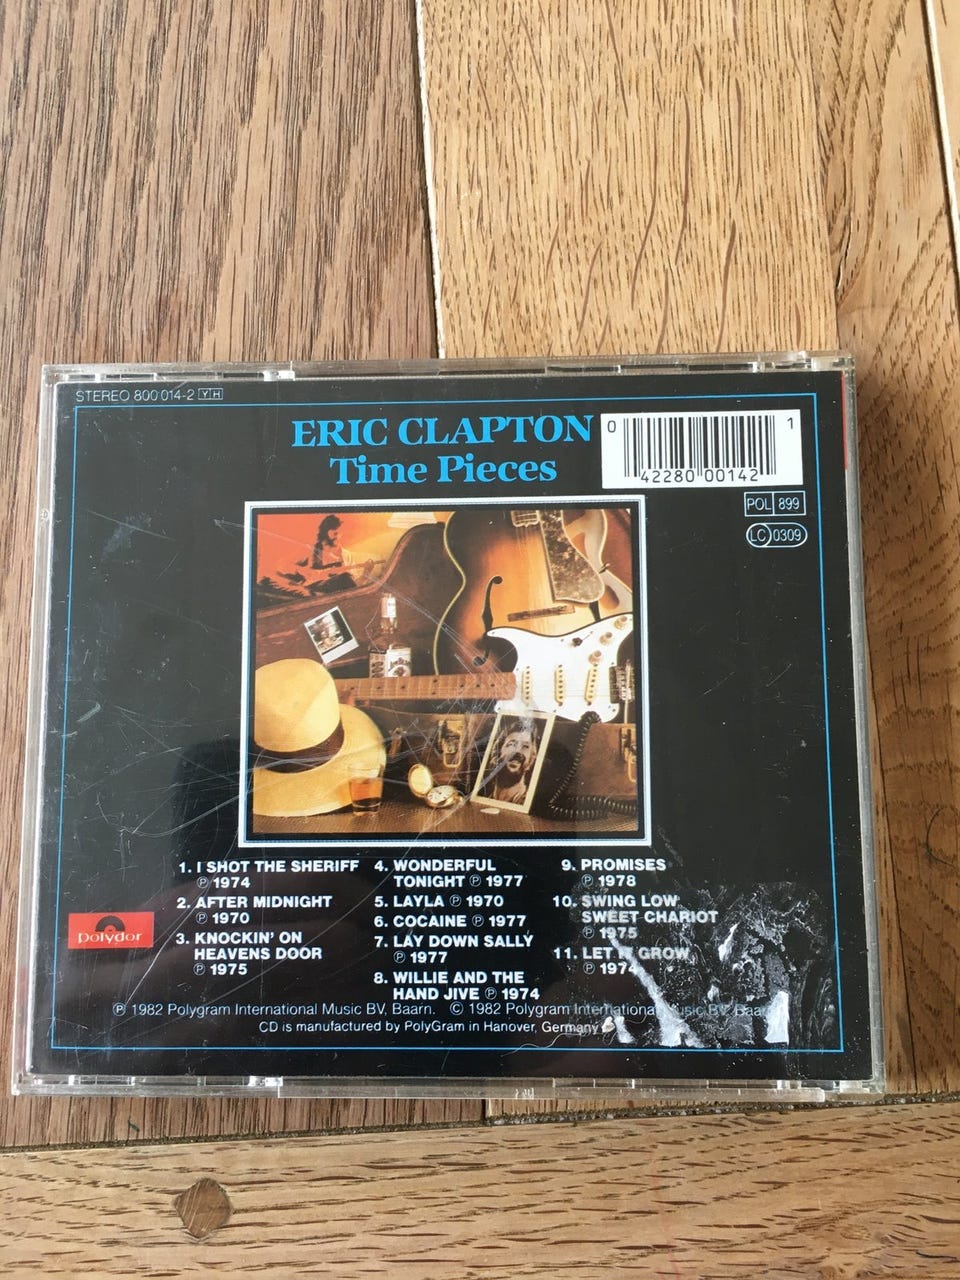 STEREO 800 014-2 YH
ERIC CLAPTON
Time Pieces
0 42280 00142 1
POL 899
LC 0309
1. I SHOT THE SHERIFF
℗ 1974
2. AFTER MIDNIGHT
℗ 1970
3. KNOCKIN' ON
HEAVENS DOOR
℗ 1975
4. WONDERFUL
TONIGHT ℗ 1977
5. LAYLA ℗ 1970
6. COCAINE ℗ 1977
7. LAY DOWN SALLY
℗ 1977
8. WILLIE AND THE
HAND JIVE ℗ 1974
9. PROMISES
℗ 1978
10. SWING LOW
SWEET CHARIOT
℗ 1975
11. LET IT GROW
℗ 1974
polydor
℗ 1982 Polygram International Music BV, Baarn. © 1982 Polygram International Music BV, Baarn
CD is manufactured by PolyGram in Hanover, Germany